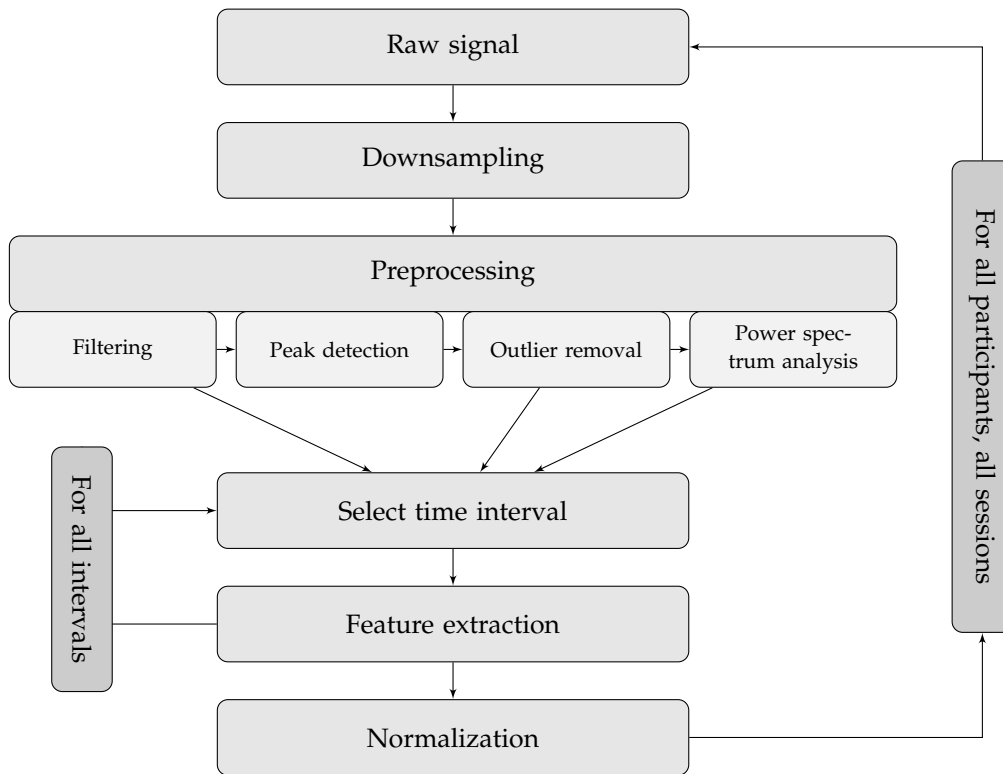 Raw signal
Downsampling
Preprocessing
Filtering
Peak detection
Outlier removal
Power spec-
trum analysis
For all participants, all sessions
For all intervals
Select time interval
Feature extraction
Normalization